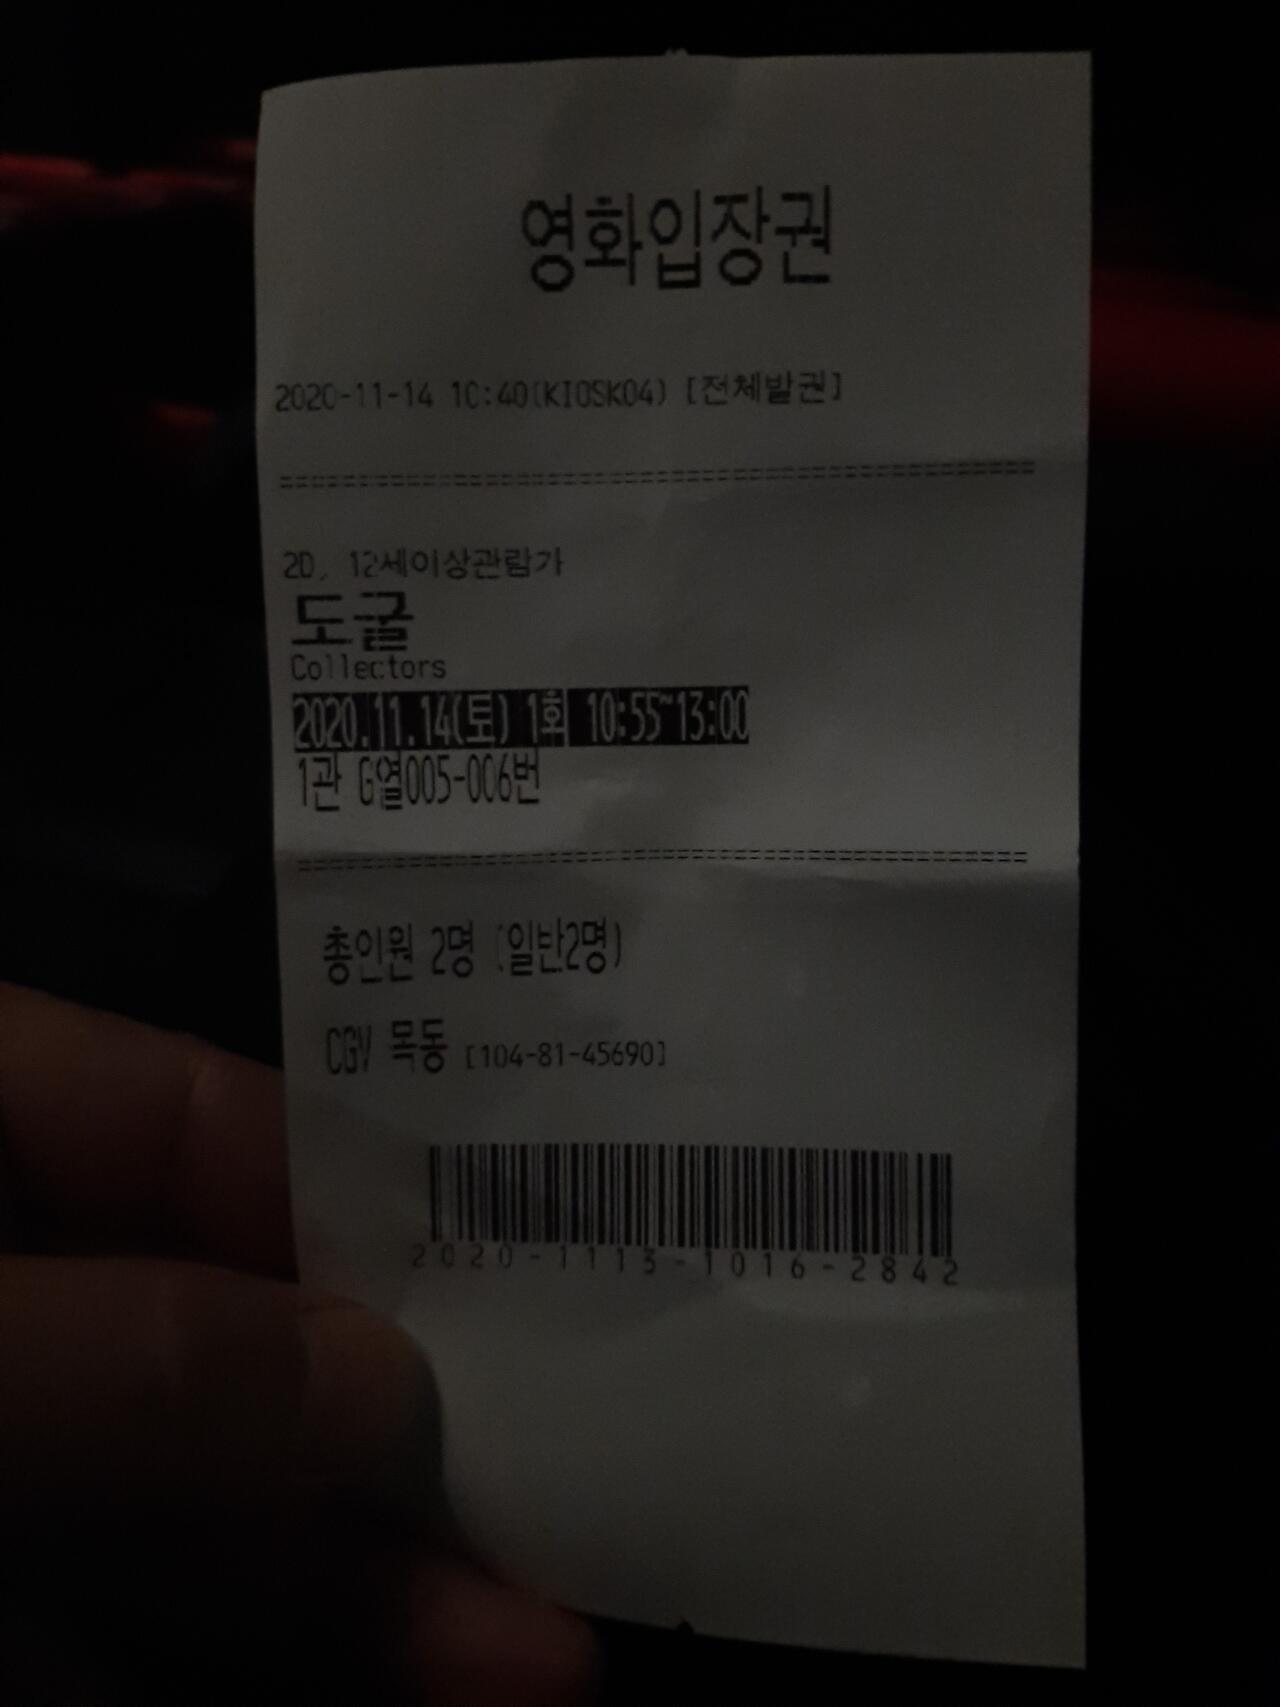 영화입장권
2020-11-14 10:40(KIOSK04) [전체발권]
================================================
2D, 12세이상관람가
도굴
Collectors
2020.11.14(토) 1회 10:55~13:00
1관 G열005-006번
================================================
총인원 2명 (일반2명)
CGV 목동 [104-81-45690]
2020-1113-1016-2842